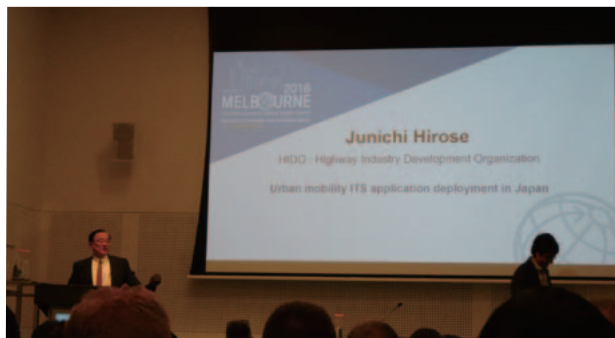 2016
MELBOURNE
Junichi Hirose
HIDO : Highway Industry Development Organization
Urban mobility ITS application deployment in Japan